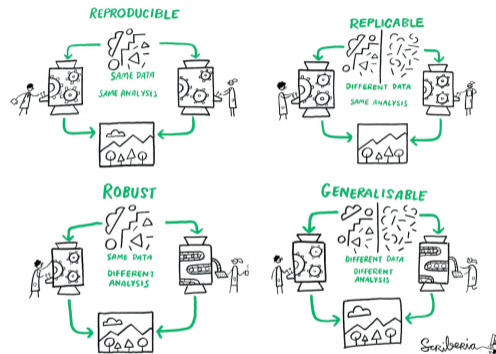 REPRODUCIBLE
SAME DATA
SAME ANALYSIS
REPLICABLE
DIFFERENT DATA
SAME ANALYSIS
ROBUST
SAME DATA
DIFFERENT
ANALYSIS
GENERALISABLE
DIFFERENT DATA
DIFFERENT
ANALYSIS
Scriberia